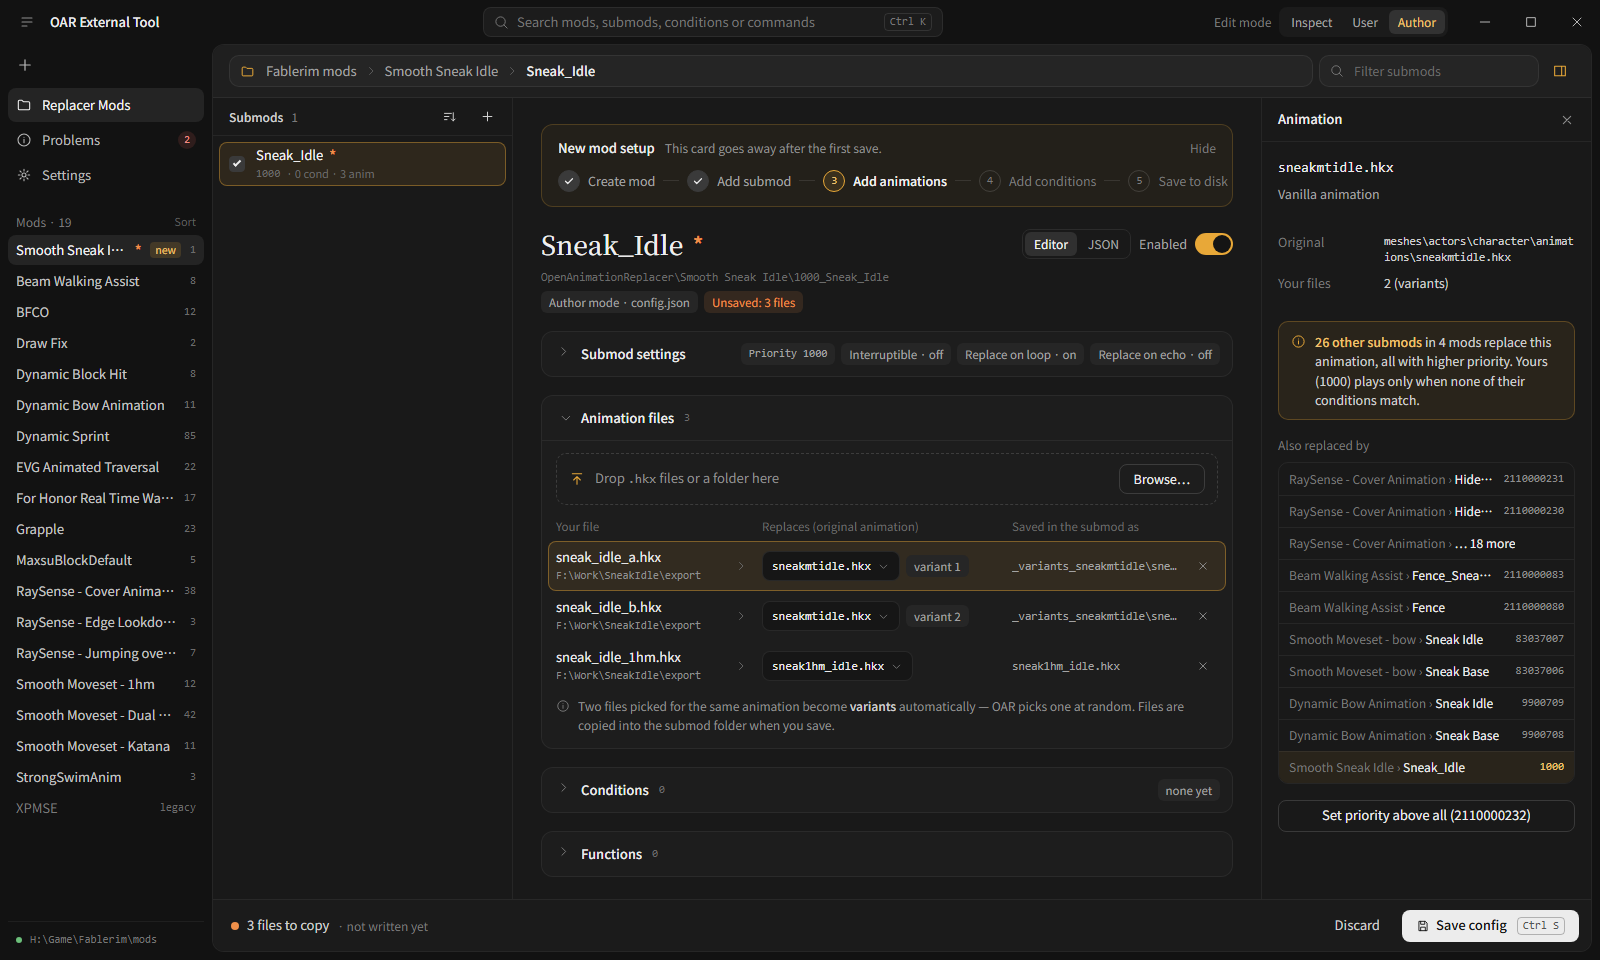 OAR External Tool
Search mods, submods, conditions or commands
Ctrl K
Edit mode
Inspect
User
Author
Replacer Mods
Problems
2
Settings
Mods · 19
Sort
Smooth Sneak I··· * new 1
Beam Walking Assist 8
BFCO 12
Draw Fix 2
Dynamic Block Hit 8
Dynamic Bow Animation 11
Dynamic Sprint 85
EVG Animated Traversal 22
For Honor Real Time Wa··· 17
Grapple 23
MaxsuBlockDefault 5
RaySense - Cover Anima··· 38
RaySense - Edge Lookdo··· 3
RaySense - Jumping ove··· 7
Smooth Moveset - 1hm 12
Smooth Moveset - Dual ··· 42
Smooth Moveset - Katana 11
StrongSwimAnim 3
XPMSE legacy
H:\Game\Fablerim\mods
Fablerim mods › Smooth Sneak Idle › Sneak_Idle
Filter submods
Submods 1
Sneak_Idle *
1000 · 0 cond · 3 anim
New mod setup This card goes away after the first save. Hide
Create mod
Add submod
3 Add animations
4 Add conditions
5 Save to disk
Sneak_Idle *
Editor JSON Enabled
OpenAnimationReplacer\Smooth Sneak Idle\1000_Sneak_Idle
Author mode · config.json Unsaved: 3 files
Submod settings Priority 1000 Interruptible · off Replace on loop · on Replace on echo · off
Animation files 3
Drop .hkx files or a folder here Browse...
Your file Replaces (original animation) Saved in the submod as
sneak_idle_a.hkx
F:\Work\SneakIdle\export
sneakmtidle.hkx variant 1 _variants_sneakmtidle\sne…
sneak_idle_b.hkx
F:\Work\SneakIdle\export
sneakmtidle.hkx variant 2 _variants_sneakmtidle\sne…
sneak_idle_1hm.hkx
F:\Work\SneakIdle\export
sneak1hm_idle.hkx sneak1hm_idle.hkx
Two files picked for the same animation become variants automatically — OAR picks one at random. Files are
copied into the submod folder when you save.
Conditions 0 none yet
Functions 0
3 files to copy · not written yet
Discard
Save config Ctrl S
Animation
sneakmtidle.hkx
Vanilla animation
Original meshes\actors\character\animat
ions\sneakmtidle.hkx
Your files 2 (variants)
26 other submods in 4 mods replace this
animation, all with higher priority. Yours
(1000) plays only when none of their
conditions match.
Also replaced by
RaySense - Cover Animation › Hide··· 2110000231
RaySense - Cover Animation › Hide··· 2110000230
RaySense - Cover Animation › … 18 more
Beam Walking Assist › Fence_Snea··· 2110000083
Beam Walking Assist › Fence 2110000080
Smooth Moveset - bow › Sneak Idle 83037007
Smooth Moveset - bow › Sneak Base 83037006
Dynamic Bow Animation › Sneak Idle 9900709
Dynamic Bow Animation › Sneak Base 9900708
Smooth Sneak Idle › Sneak_Idle 1000
Set priority above all (2110000232)